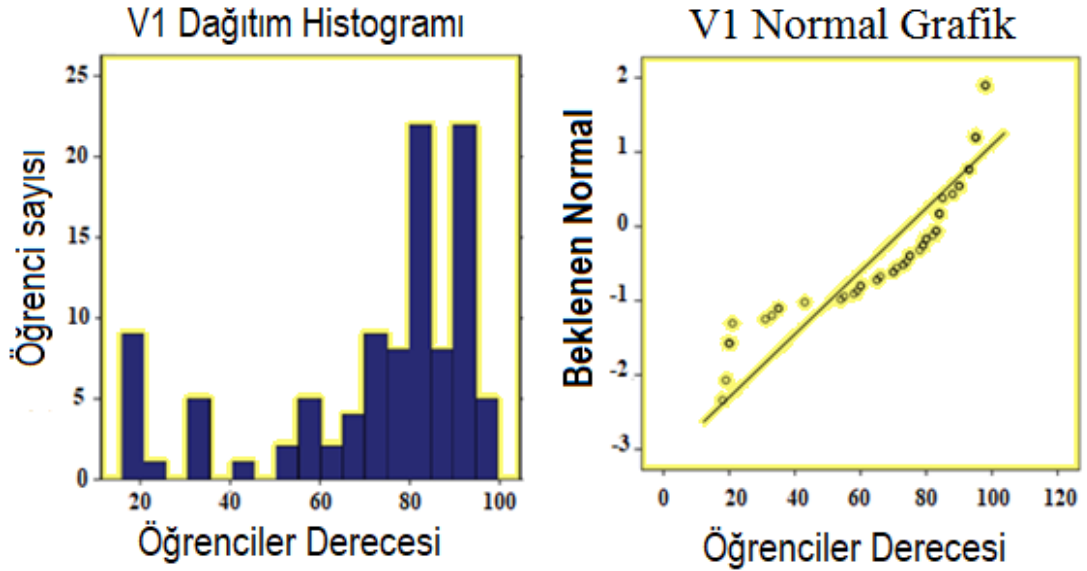 V1 Dağıtım Histogramı
25
20
15
10
5
0
20 40 60 80 100
Öğrenci sayısı
Öğrenciler Derecesi
V1 Normal Grafik
2
1
0
-1
-2
-3
0 20 40 60 80 100 120
Beklenen Normal
Öğrenciler Derecesi